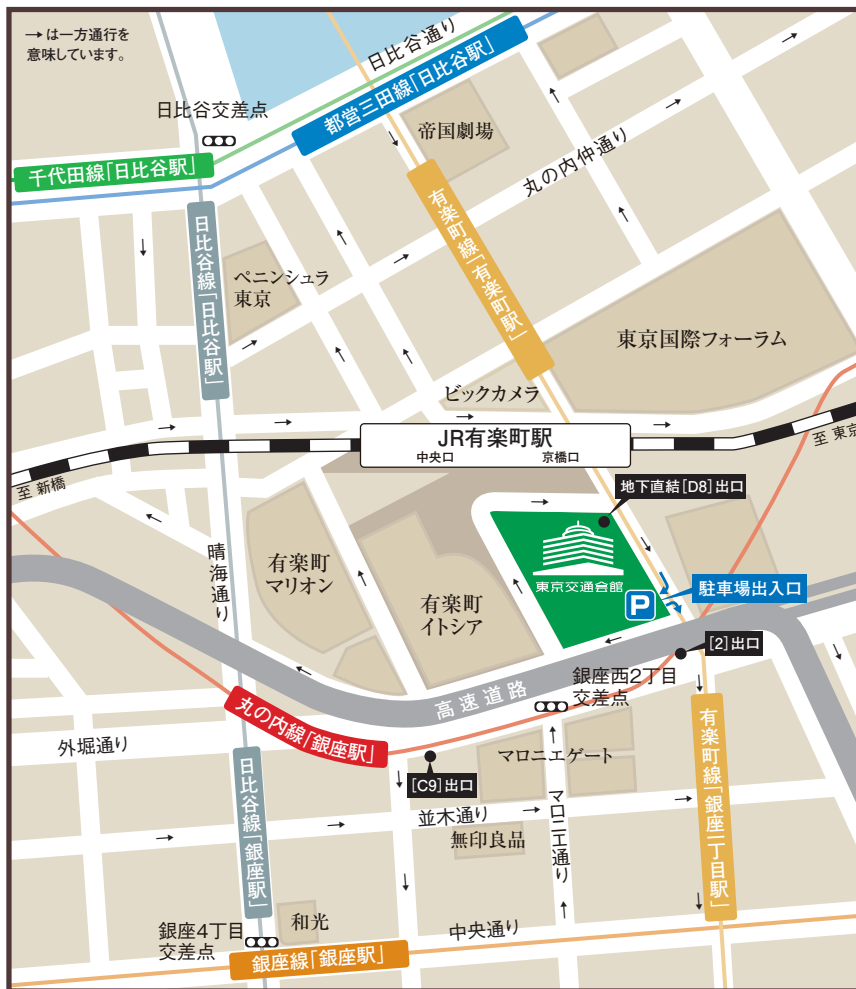 →は一方通行を
意味しています。
日比谷通り
都営三田線「日比谷駅」
日比谷交差点
帝国劇場
千代田線「日比谷駅」
丸の内仲通り
有楽町線「有楽町駅」
日比谷線「日比谷駅」
ペニンシュラ
東京
東京国際フォーラム
ビックカメラ
JR有楽町駅
中央口
京橋口
至 東京
至 新橋
地下直結[D8]出口
晴海通り
有楽町
マリオン
東京交通会館
有楽町
イトシア
P
駐車場出入口
[2]出口
高速道路
銀座西2丁目
交差点
丸の内線「銀座駅」
外堀通り
有楽町線「銀座一丁目駅」
日比谷線「銀座駅」
マロニエゲート
[C9]出口
並木通り
マロニエ通り
無印良品
和光
銀座4丁目
交差点
中央通り
銀座線「銀座駅」